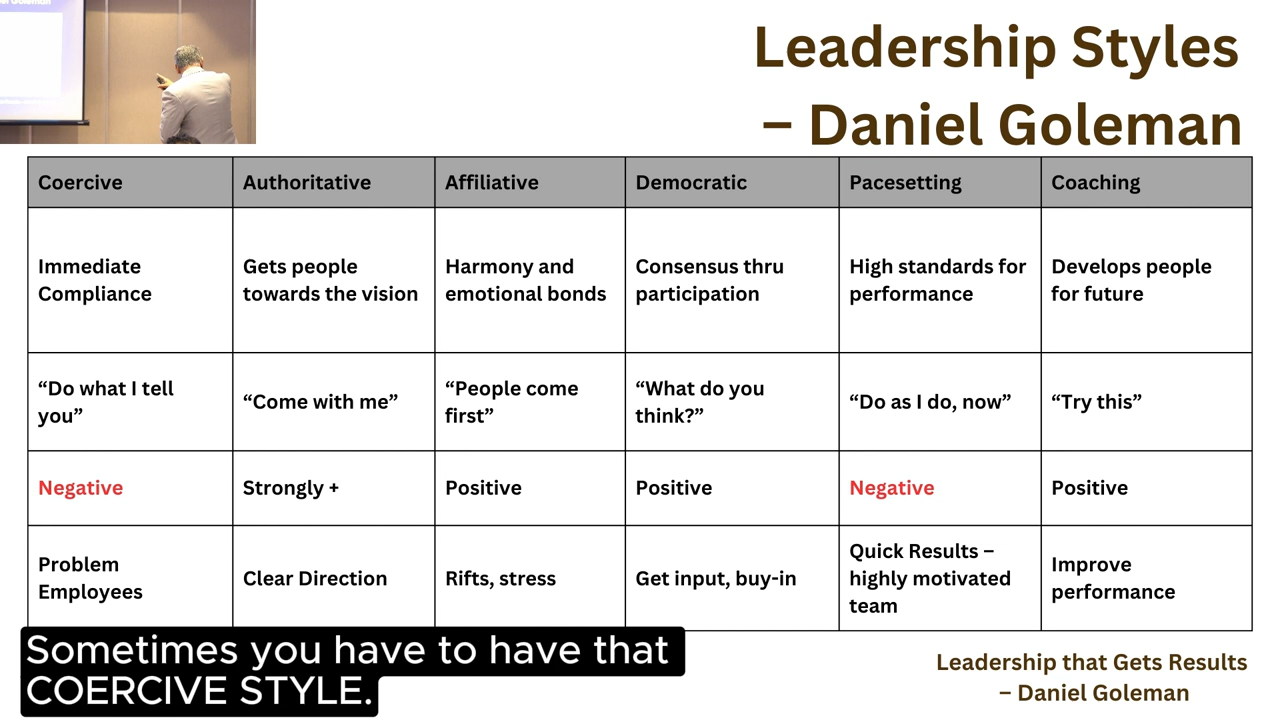 Leadership Styles
– Daniel Goleman
Coercive
Authoritative
Affiliative
Democratic
Pacesetting
Coaching
Immediate
Compliance
Gets people
towards the vision
Harmony and
emotional bonds
Consensus thru
participation
High standards for
performance
Develops people
for future
“Do what I tell
you”
“Come with me”
“People come
first”
“What do you
think?”
“Do as I do, now”
“Try this”
Negative
Strongly +
Positive
Positive
Negative
Positive
Problem
Employees
Clear Direction
Rifts, stress
Get input, buy-in
Quick Results –
highly motivated
team
Improve
performance
Sometimes you have to have that
COERCIVE STYLE.
Leadership that Gets Results
– Daniel Goleman